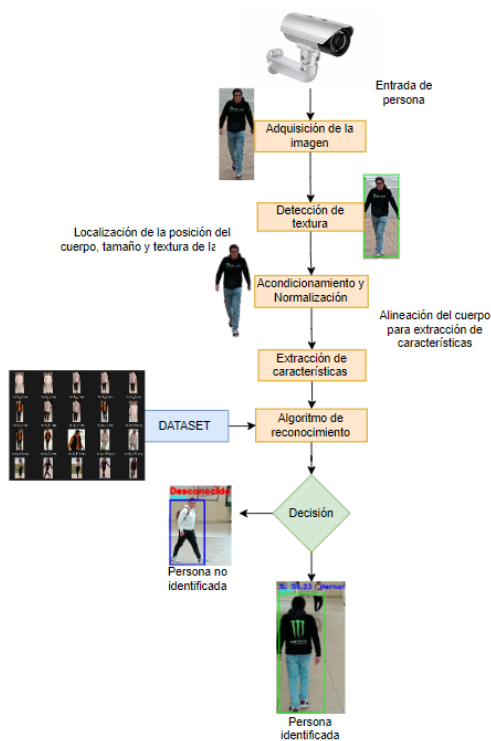 Entrada de
persona
Adquisición de la
imagen
Detección de
textura
Localización de la posición del
cuerpo, tamaño y textura de la
Acondicionamiento y
Normalización
Alineación del cuerpo
para extracción de
características
Extracción de
características
DATASET
Algoritmo de
reconocimiento
Decisión
Desconocido
Persona no
identificada
Persona
identificada